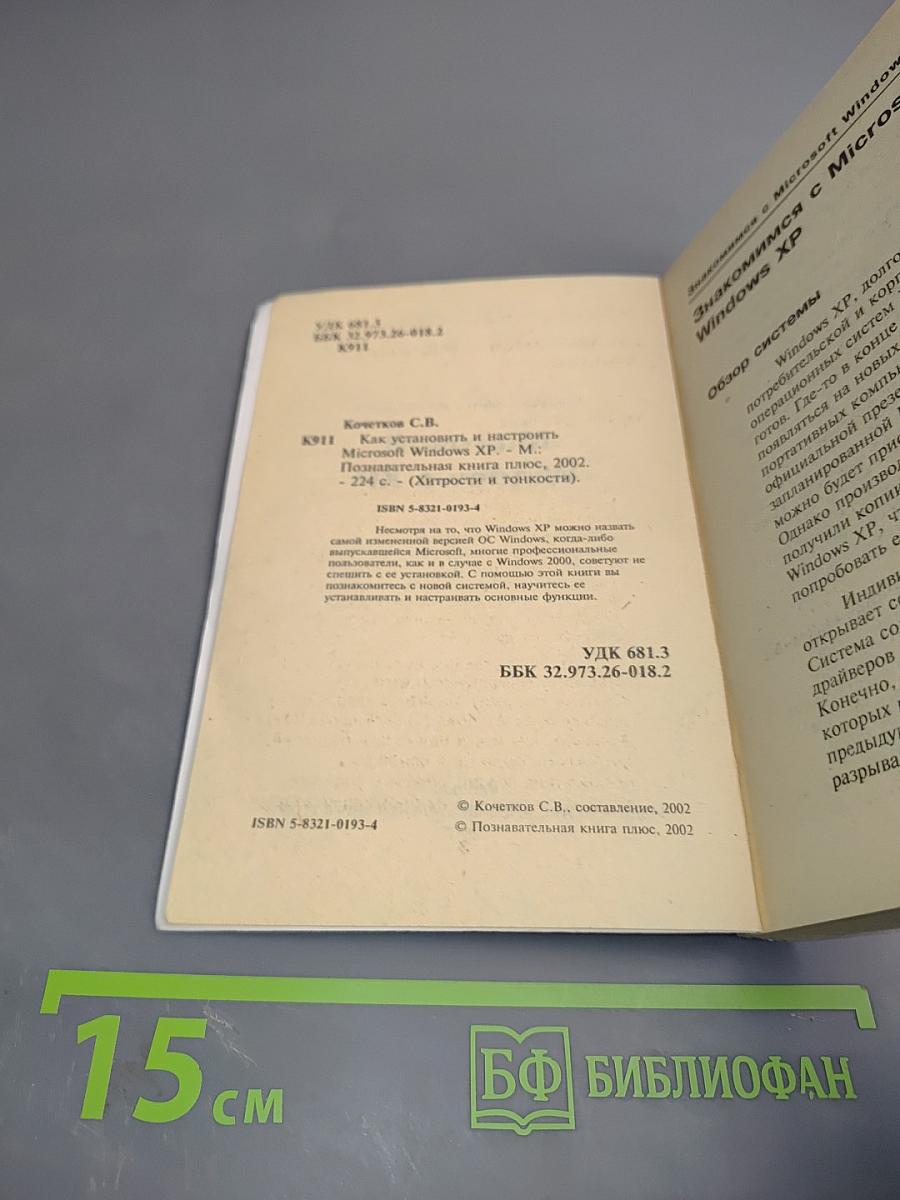 УДК 681.3
ББК 32.973.26-018.2
К911
Кочетков С.В.
К911 Как установить и настроить
Microsoft Windows XP. - М.:
Познавательная книга плюс, 2002.
- 224 с. - (Хитрости и тонкости).
ISBN 5-8321-0193-4
Несмотря на то, что Windows XP можно назвать
самой измененной версией ОС Windows, когда-либо
выпускавшейся Microsoft, многие профессиональные
пользователи, как и в случае с Windows 2000, советуют не
спешить с ее установкой. С помощью этой книги вы
познакомитесь с новой системой, научитесь ее
устанавливать и настраивать основные функции.
УДК 681.3
ББК 32.973.26-018.2
© Кочетков С.В., составление, 2002
ISBN 5-8321-0193-4 © Познавательная книга плюс, 2002
Знакомимся с Microsoft Window
Знакомимся с Micros
Windows XP
Обзор системы
Windows XP, долго
потребительской и корп
операционных систем
готов. Где-то в конце
появляться на новых
портативных компь
официальной презе
запланированной
можно будет прио
Однако произво
получили копи
Windows XP, ч
попробовать е
Индиви
открывает се
Система со
драйверов
Конечно,
которых
предыду
разрыва
15 см
БФ БИБЛИОФАН